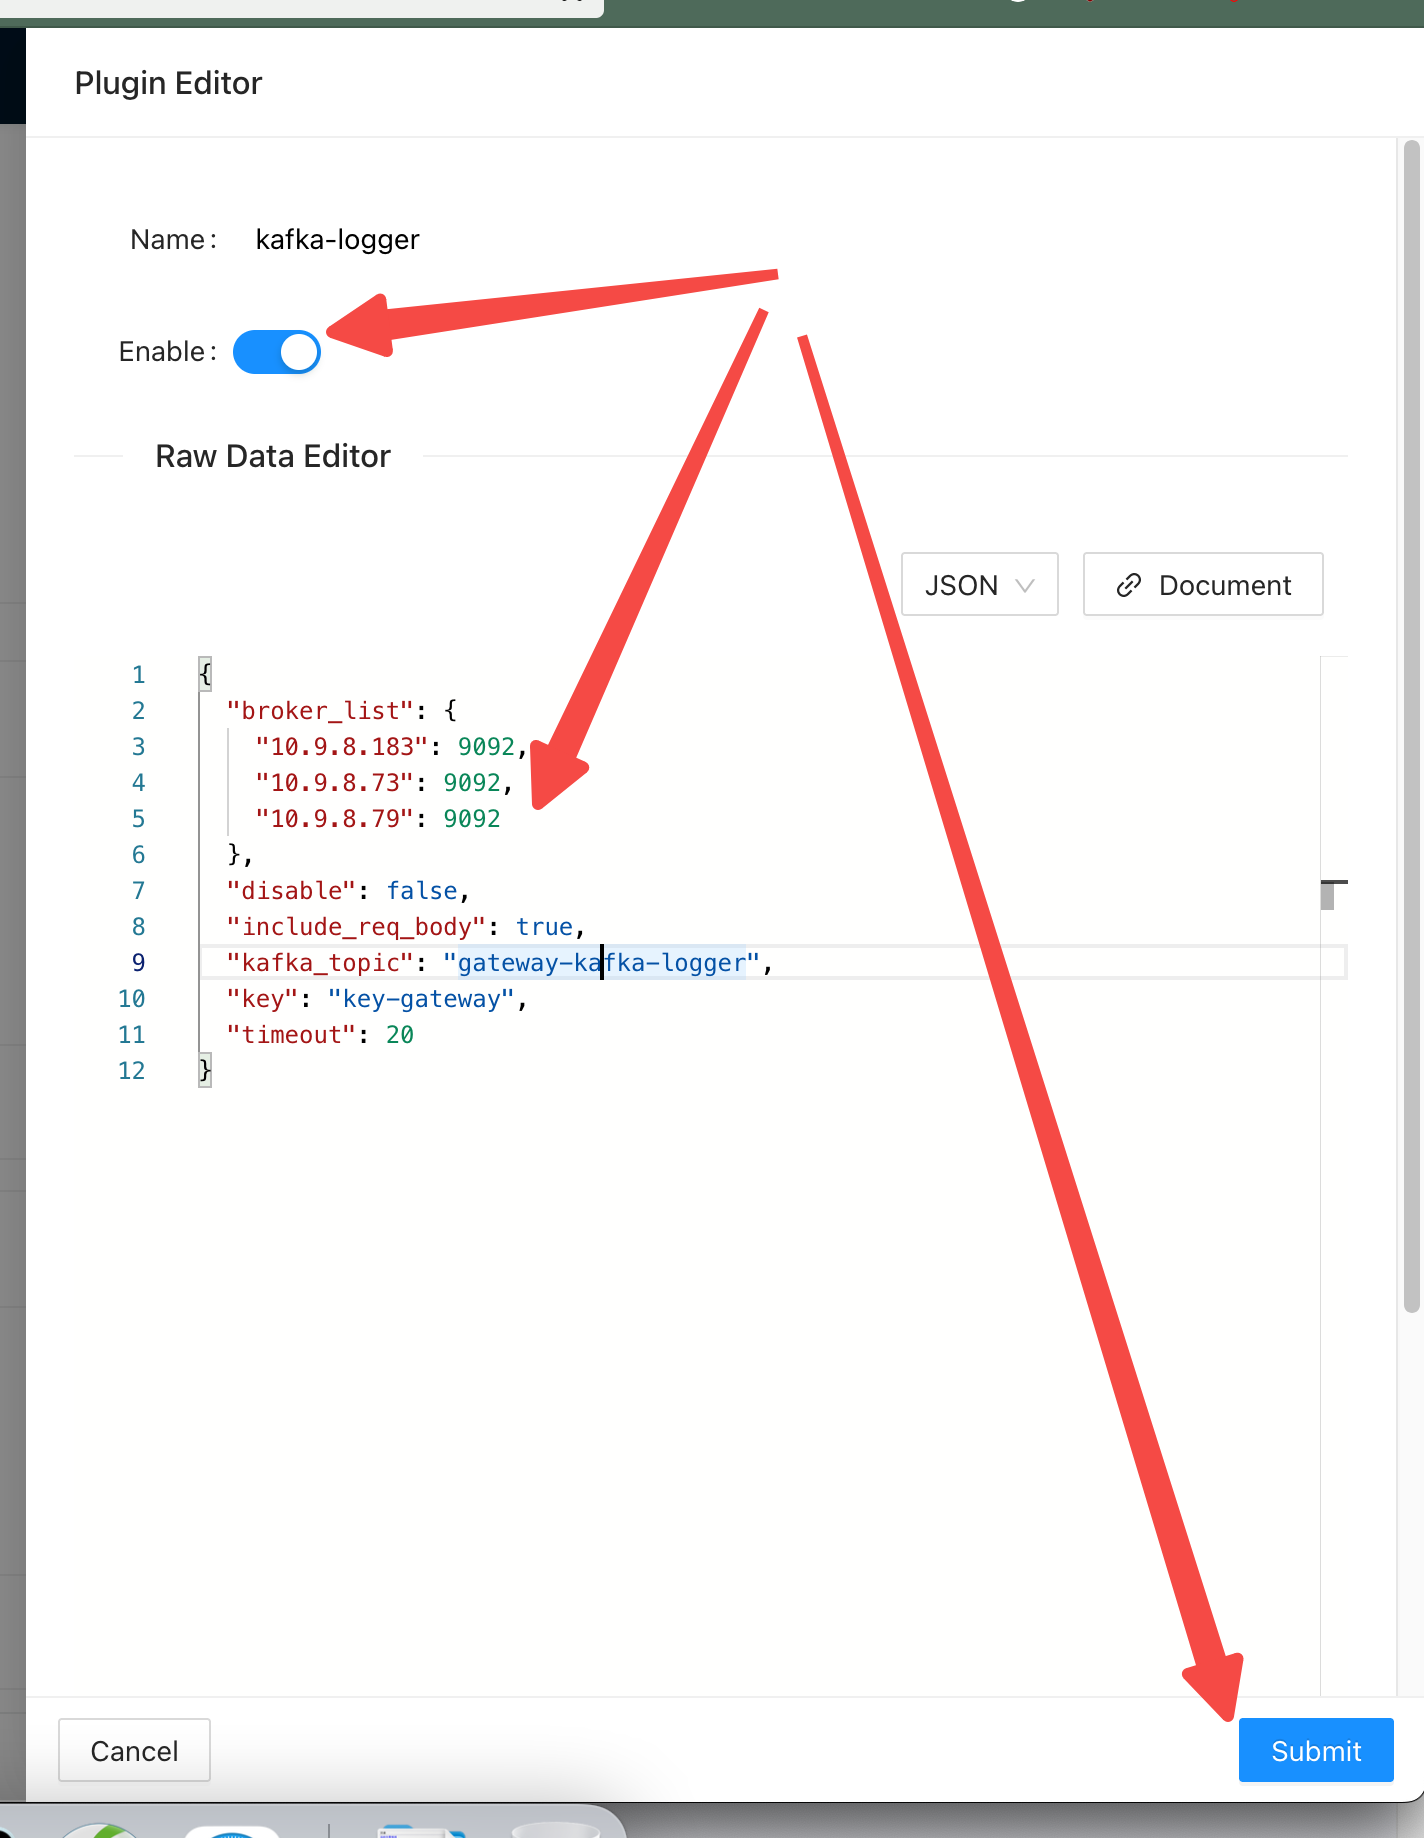 Plugin Editor
Name: kafka-logger
Enable:
Raw Data Editor
JSON
Document
1 {
2 "broker_list": {
3 "10.9.8.183": 9092,
4 "10.9.8.73": 9092,
5 "10.9.8.79": 9092
6 },
7 "disable": false,
8 "include_req_body": true,
9 "kafka_topic": "gateway-kafka-logger",
10 "key": "key-gateway",
11 "timeout": 20
12 }
Cancel
Submit